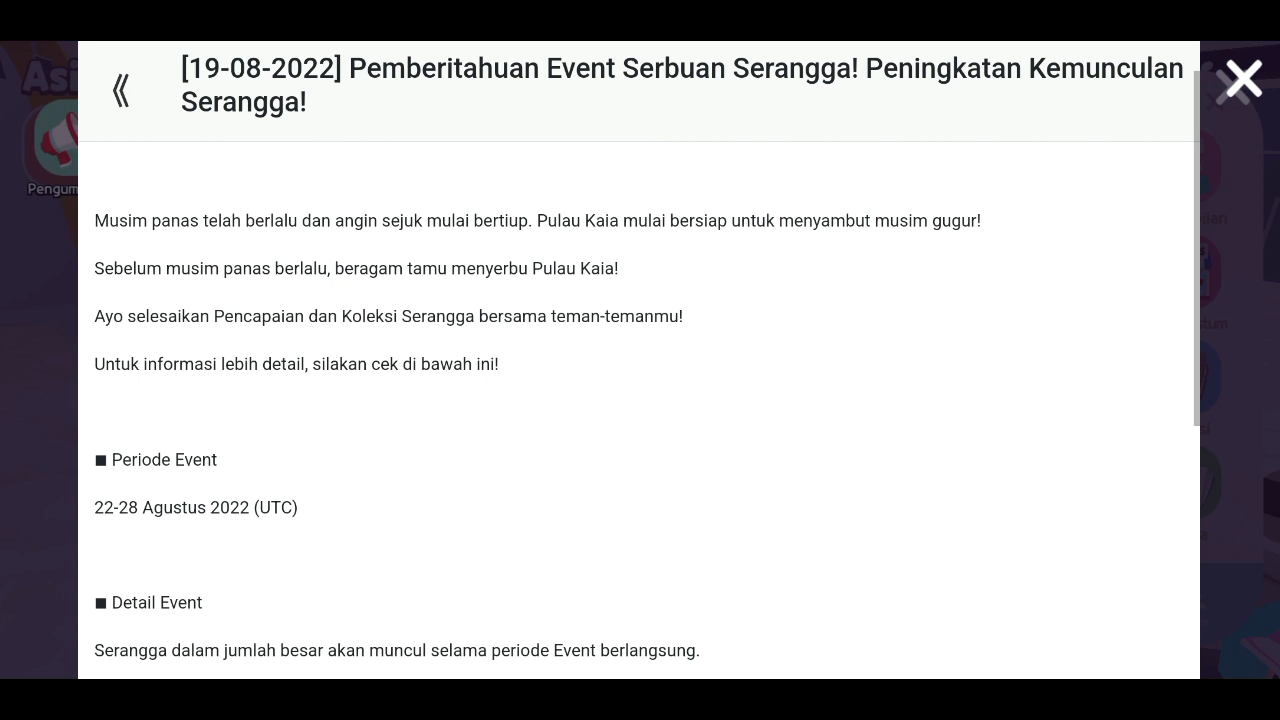 [19-08-2022] Pemberitahuan Event Serbuan Serangga! Peningkatan Kemunculan
Serangga!
Asi
Pengum
Musim panas telah berlalu dan angin sejuk mulai bertiup. Pulau Kaia mulai bersiap untuk menyambut musim gugur!
Sebelum musim panas berlalu, beragam tamu menyerbu Pulau Kaia!
Ayo selesaikan Pencapaian dan Koleksi Serangga bersama teman-temanmu!
Untuk informasi lebih detail, silakan cek di bawah ini!
■ Periode Event
22-28 Agustus 2022 (UTC)
■ Detail Event
Serangga dalam jumlah besar akan muncul selama periode Event berlangsung.